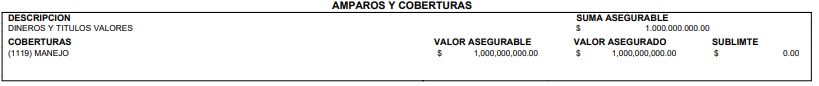 AMPAROS Y COBERTURAS
DESCRIPCION SUMA ASEGURABLE
DINEROS Y TITULOS VALORES $ 1.000.000.000.00
COBERTURAS VALOR ASEGURABLE VALOR ASEGURADO SUBLIMTE
(1119) MANEJO $ 1,000,000,000.00 $ 1,000,000,000.00 $ 0.00